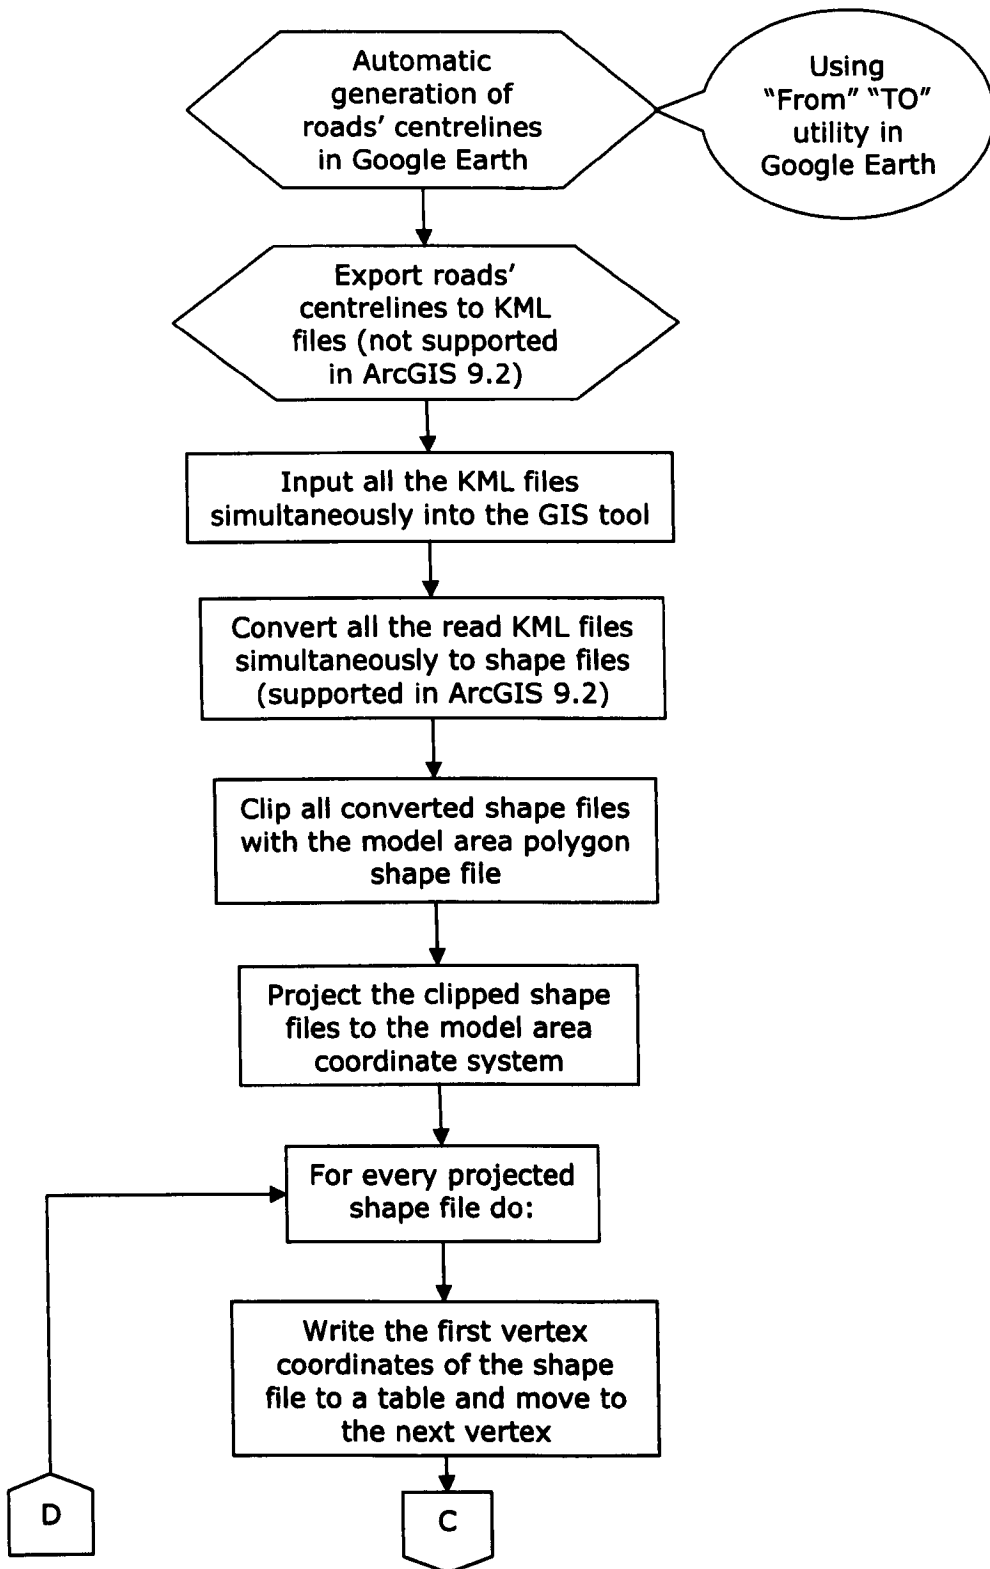 Automatic
generation of
roads' centrelines
in Google Earth
Using
“From” “TO”
utility in
Google Earth
Export roads’
centrelines to KML
files (not supported
in ArcGIS 9.2)
Input all the KML files
simultaneously into the GIS tool
Convert all the read KML files
simultaneously to shape files
(supported in ArcGIS 9.2)
Clip all converted shape files
with the model area polygon
shape file
Project the clipped shape
files to the model area
coordinate system
For every projected
shape file do:
Write the first vertex
coordinates of the shape
file to a table and move to
the next vertex
D
C